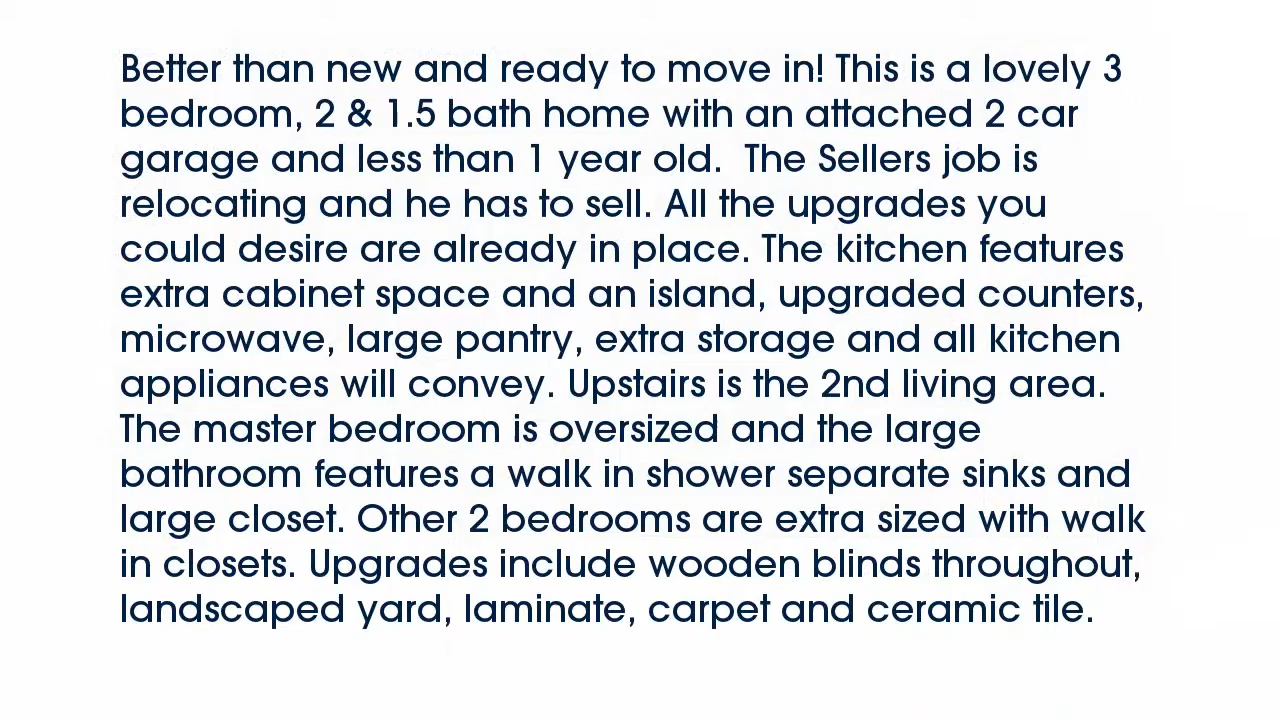 Better than new and ready to move in! This is a lovely 3
bedroom, 2 & 1.5 bath home with an attached 2 car
garage and less than 1 year old.  The Sellers job is
relocating and he has to sell. All the upgrades you
could desire are already in place. The kitchen features
extra cabinet space and an island, upgraded counters,
microwave, large pantry, extra storage and all kitchen
appliances will convey. Upstairs is the 2nd living area.
The master bedroom is oversized and the large
bathroom features a walk in shower separate sinks and
large closet. Other 2 bedrooms are extra sized with walk
in closets. Upgrades include wooden blinds throughout,
landscaped yard, laminate, carpet and ceramic tile.